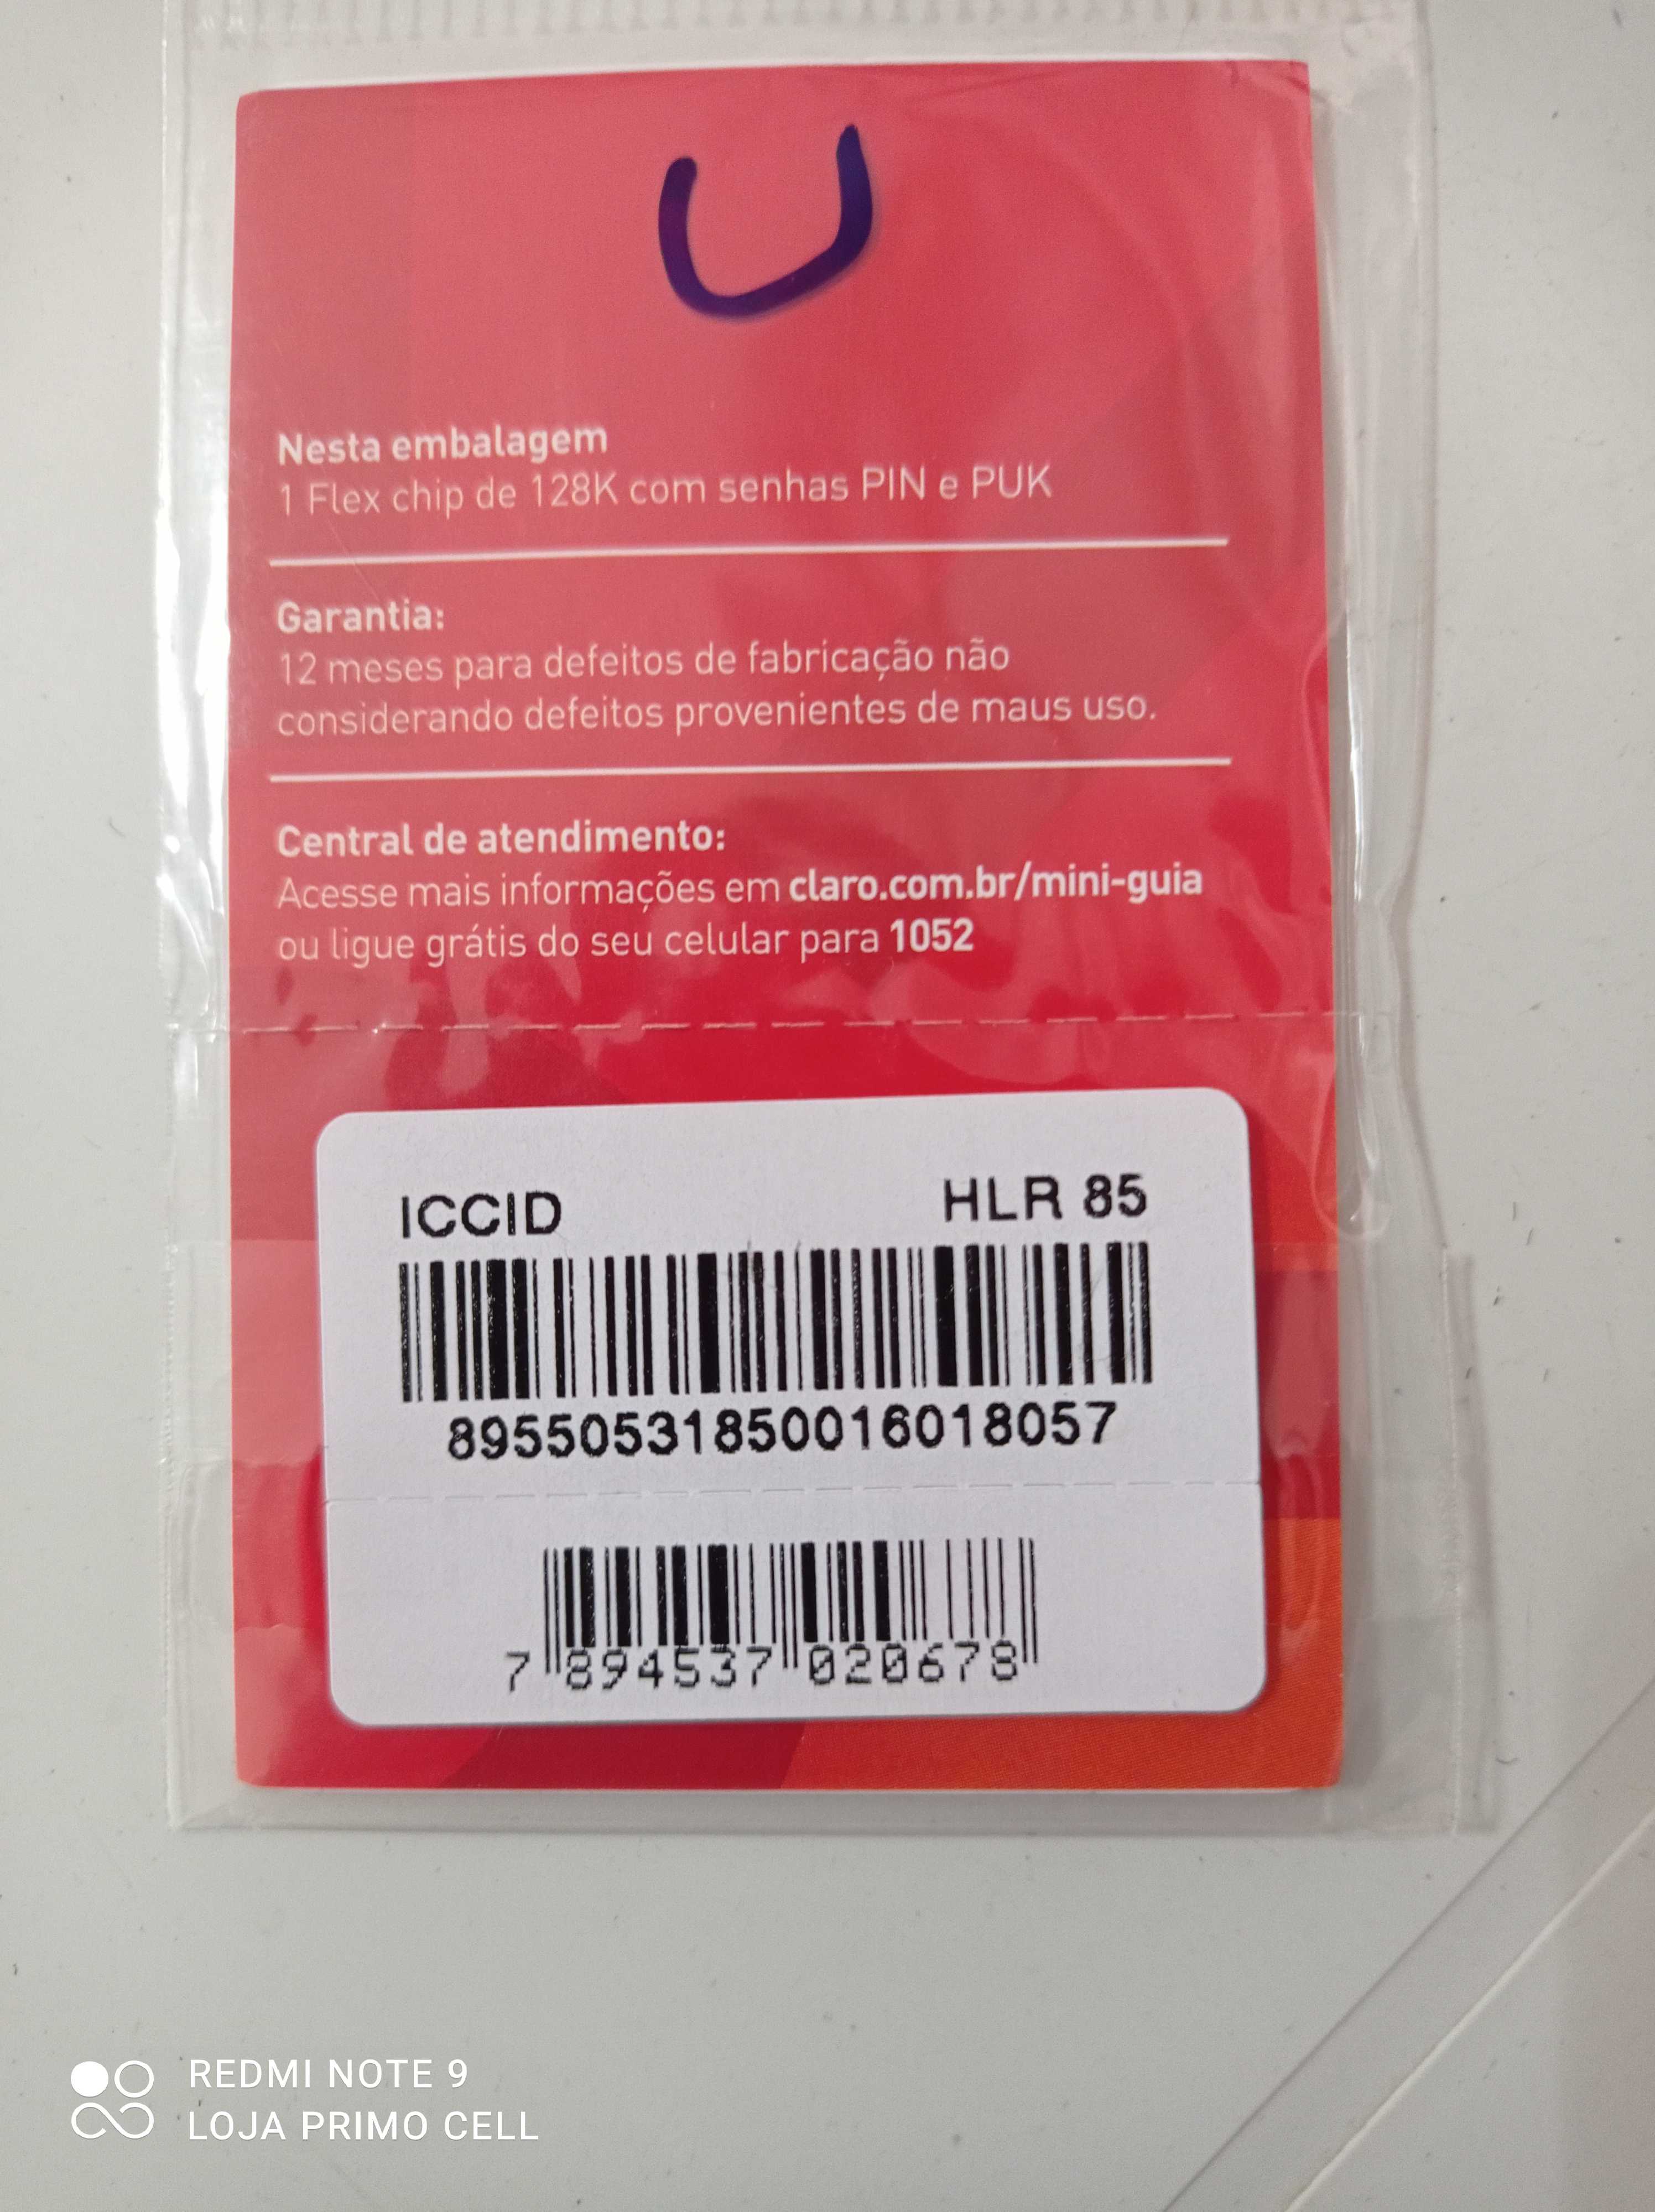 U
Nesta embalagem
1 Flex chip de 128K com senhas PIN e PUK
Garantia:
12 meses para defeitos de fabricação não
considerando defeitos provenientes de maus uso.
Central de atendimento:
Acesse mais informações em claro.com.br/mini-guia
ou ligue grátis do seu celular para 1052
ICCID HLR 85
89550531850016018057
7 894537 020678
REDMI NOTE 9
LOJA PRIMO CELL